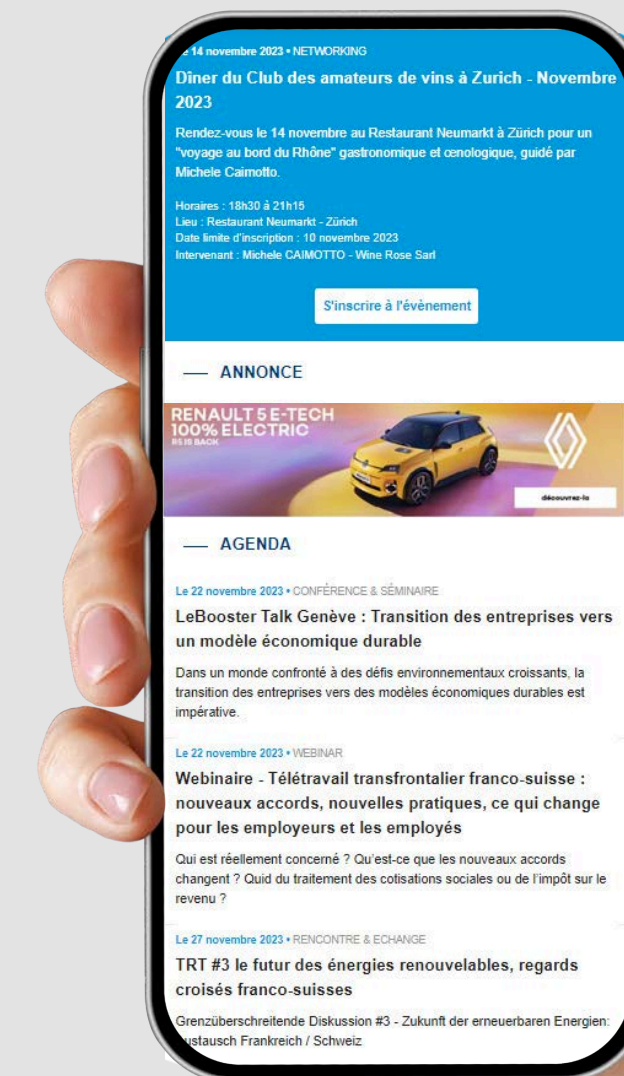 14 novembre 2023 • NETWORKING
Dîner du Club des amateurs de vins à Zurich - Novembre
2023
Rendez-vous le 14 novembre au Restaurant Neumarkt à Zürich pour un
"voyage au bord du Rhône" gastronomique et œnologique, guidé par
Michele Caimotto.
Horaires : 18h30 à 21h15
Lieu : Restaurant Neumarkt - Zürich
Date limite d'inscription : 10 novembre 2023
Intervenant : Michele CAIMOTTO - Wine Rose Sarl
S'inscrire à l'évènement
ANNONCE
RENAULT 5 E-TECH
100% ELECTRIC
R5 IS BACK
découvrez-la
AGENDA
Le 22 novembre 2023 • CONFÉRENCE & SÉMINAIRE
LeBooster Talk Genève : Transition des entreprises vers
un modèle économique durable
Dans un monde confronté à des défis environnementaux croissants, la
transition des entreprises vers des modèles économiques durables est
impérative.
Le 22 novembre 2023 • WEBINAR
Webinaire - Télétravail transfrontalier franco-suisse :
nouveaux accords, nouvelles pratiques, ce qui change
pour les employeurs et les employés
Qui est réellement concerné ? Qu'est-ce que les nouveaux accords
changent ? Quid du traitement des cotisations sociales ou de l'impôt sur le
revenu ?
Le 27 novembre 2023 • RENCONTRE & ECHANGE
TRT #3 le futur des énergies renouvelables, regards
croisés franco-suisses
Grenzüberschreitende Diskussion #3 - Zukunft der erneuerbaren Energien:
ustausch Frankreich / Schweiz